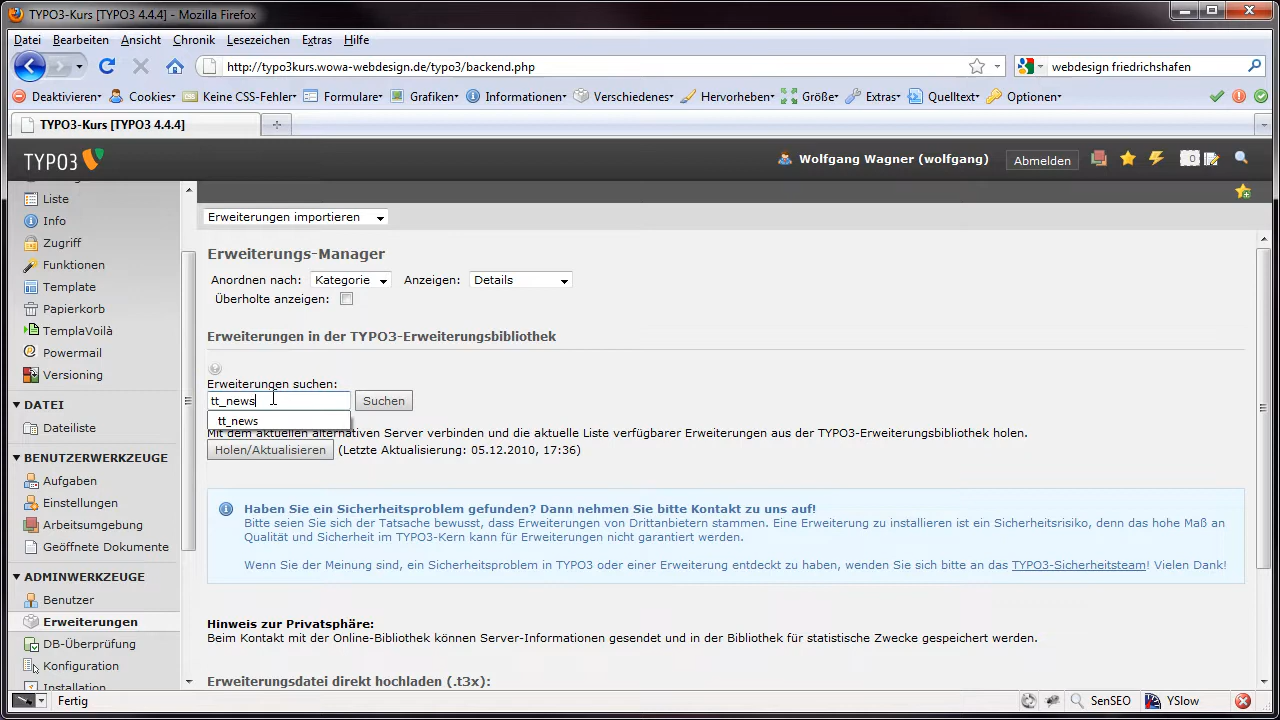 TYPO3-Kurs [TYPO3 4.4.4] - Mozilla Firefox
Datei Bearbeiten Ansicht Chronik Lesezeichen Extras Hilfe
http://typo3kurs.wowa-webdesign.de/typo3/backend.php
webdesign friedrichshafen
Deaktivieren Cookies Keine CSS-Fehler Formulare Grafiken Informationen Verschiedenes Hervorheben Größe Extras Quelltext Optionen
TYPO3-Kurs [TYPO3 4.4.4]
TYPO3
Wolfgang Wagner (wolfgang)
Abmelden
0
Liste
Info
Zugriff
Funktionen
Template
Papierkorb
TemplaVoilà
Powermail
Versioning
DATEI
Dateiliste
BENUTZERWERKZEUGE
Aufgaben
Einstellungen
Arbeitsumgebung
Geöffnete Dokumente
ADMINWERKZEUGE
Benutzer
Erweiterungen
DB-Überprüfung
Konfiguration
Installation
Erweiterungen importieren
Erweiterungs-Manager
Anordnen nach: Kategorie Anzeigen: Details
Überholte anzeigen:
Erweiterungen in der TYPO3-Erweiterungsbibliothek
Erweiterungen suchen:
tt_news Suchen
tt_news
Mit dem aktuellen alternativen Server verbinden und die aktuelle Liste verfügbarer Erweiterungen aus der TYPO3-Erweiterungsbibliothek holen.
Holen/Aktualisieren (Letzte Aktualisierung: 05.12.2010, 17:36)
Haben Sie ein Sicherheitsproblem gefunden? Dann nehmen Sie bitte Kontakt zu uns auf!
Bitte seien Sie sich der Tatsache bewusst, dass Erweiterungen von Drittanbietern stammen. Eine Erweiterung zu installieren ist ein Sicherheitsrisiko, denn das hohe Maß an
Qualität und Sicherheit im TYPO3-Kern kann für Erweiterungen nicht garantiert werden.
Wenn Sie der Meinung sind, ein Sicherheitsproblem in TYPO3 oder einer Erweiterung entdeckt zu haben, wenden Sie sich bitte an das TYPO3-Sicherheitsteam! Vielen Dank!
Hinweis zur Privatsphäre:
Beim Kontakt mit der Online-Bibliothek können Server-Informationen gesendet und in der Bibliothek für statistische Zwecke gespeichert werden.
Erweiterungsdatei direkt hochladen (.t3x):
Fertig
SenSEO YSlow